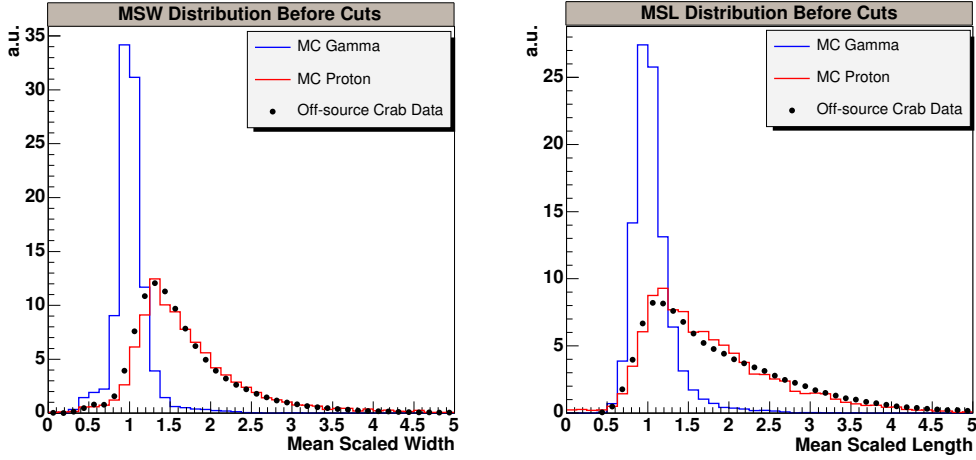 MSW Distribution Before Cuts
a.u.
35
30
25
20
15
10
5
0
MC Gamma
MC Proton
Off-source Crab Data
0 0.5 1 1.5 2 2.5 3 3.5 4 4.5 5
Mean Scaled Width
MSL Distribution Before Cuts
a.u.
25
20
15
10
5
0
MC Gamma
MC Proton
Off-source Crab Data
0 0.5 1 1.5 2 2.5 3 3.5 4 4.5 5
Mean Scaled Length